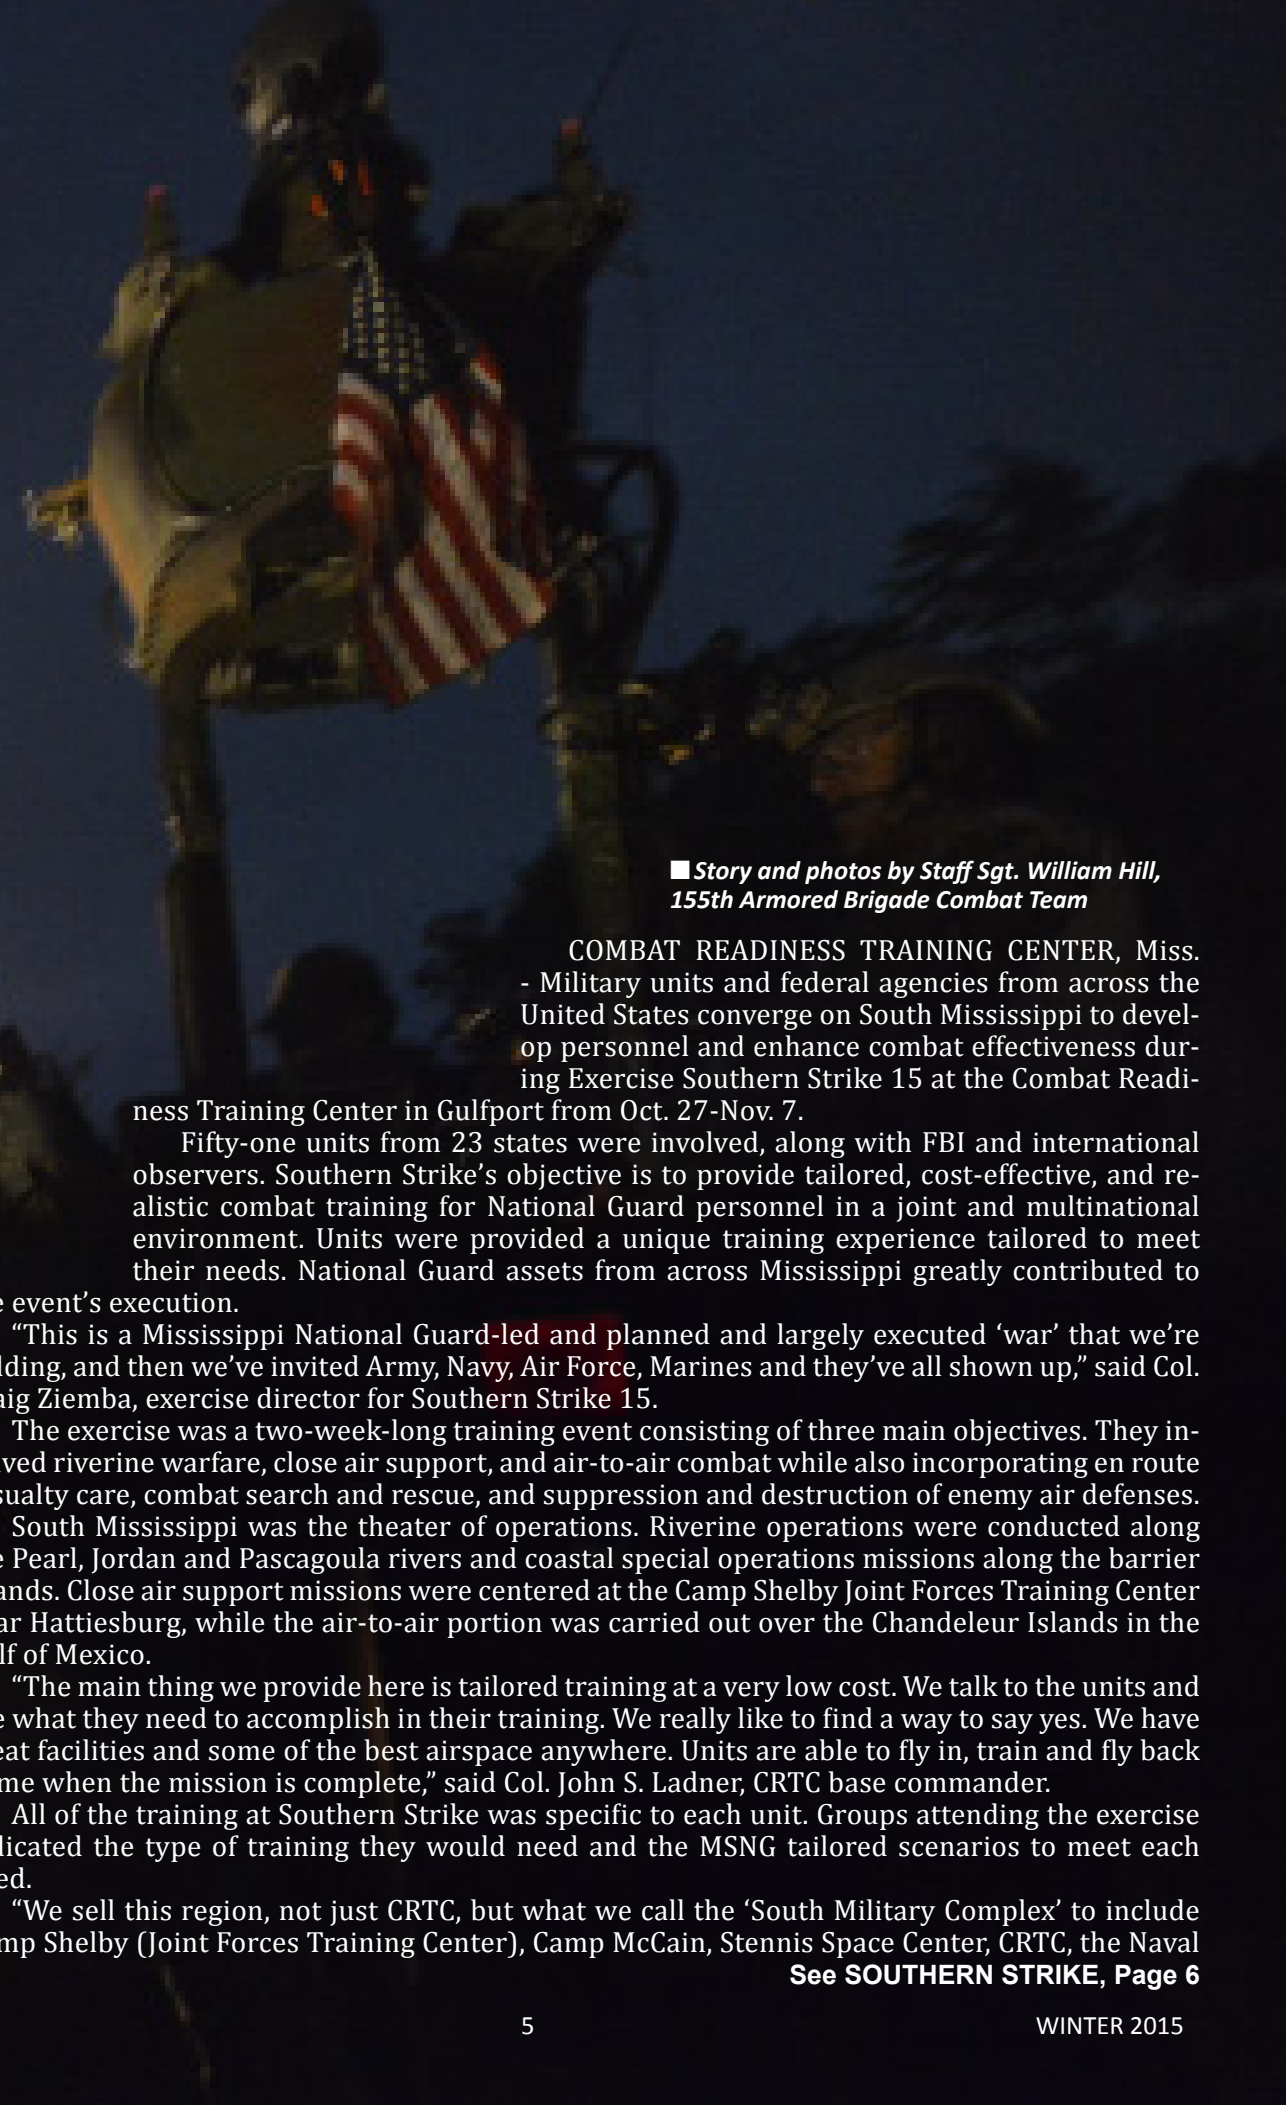 ■ Story and photos by Staff Sgt. William Hill,
155th Armored Brigade Combat Team
COMBAT READINESS TRAINING CENTER, Miss.
- Military units and federal agencies from across the
United States converge on South Mississippi to devel-
op personnel and enhance combat effectiveness dur-
ing Exercise Southern Strike 15 at the Combat Readi-
ness Training Center in Gulfport from Oct. 27-Nov. 7.
Fifty-one units from 23 states were involved, along with FBI and international
observers. Southern Strike’s objective is to provide tailored, cost-effective, and re-
alistic combat training for National Guard personnel in a joint and multinational
environment. Units were provided a unique training experience tailored to meet
their needs. National Guard assets from across Mississippi greatly contributed to
e event’s execution.
“This is a Mississippi National Guard-led and planned and largely executed ‘war’ that we’re
lding, and then we’ve invited Army, Navy, Air Force, Marines and they’ve all shown up,” said Col.
aig Ziemba, exercise director for Southern Strike 15.
The exercise was a two-week-long training event consisting of three main objectives. They in-
ved riverine warfare, close air support, and air-to-air combat while also incorporating en route
sualty care, combat search and rescue, and suppression and destruction of enemy air defenses.
South Mississippi was the theater of operations. Riverine operations were conducted along
e Pearl, Jordan and Pascagoula rivers and coastal special operations missions along the barrier
ands. Close air support missions were centered at the Camp Shelby Joint Forces Training Center
ar Hattiesburg, while the air-to-air portion was carried out over the Chandeleur Islands in the
lf of Mexico.
“The main thing we provide here is tailored training at a very low cost. We talk to the units and
e what they need to accomplish in their training. We really like to find a way to say yes. We have
eat facilities and some of the best airspace anywhere. Units are able to fly in, train and fly back
me when the mission is complete,” said Col. John S. Ladner, CRTC base commander.
All of the training at Southern Strike was specific to each unit. Groups attending the exercise
licated the type of training they would need and the MSNG tailored scenarios to meet each
ed.
“We sell this region, not just CRTC, but what we call the ‘South Military Complex’ to include
mp Shelby (Joint Forces Training Center), Camp McCain, Stennis Space Center, CRTC, the Naval
See SOUTHERN STRIKE, Page 6
5
WINTER 2015